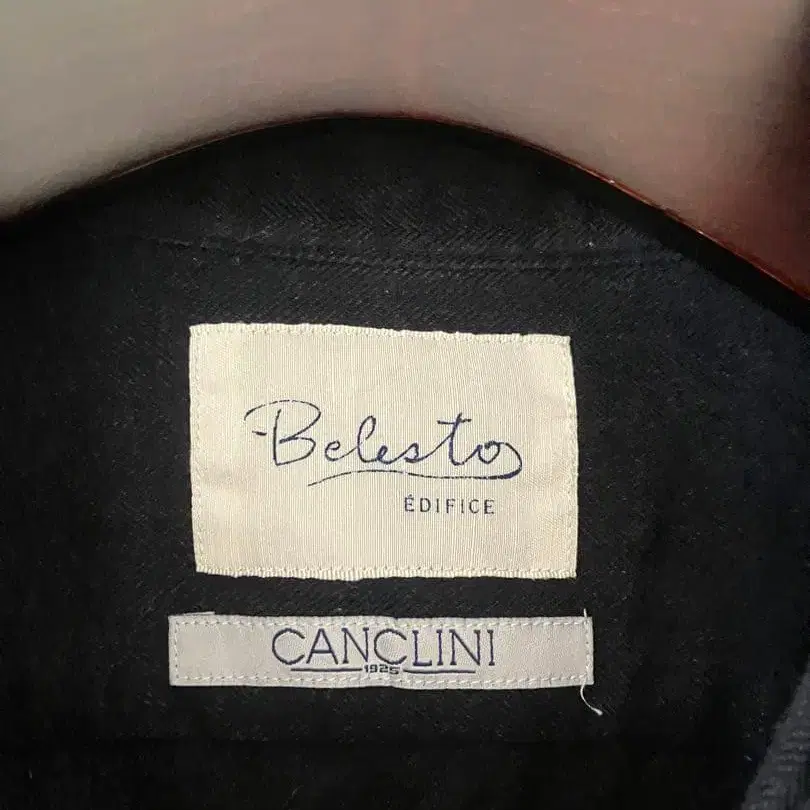 Belesto
ÉDIFICE
CANCLINI
1925